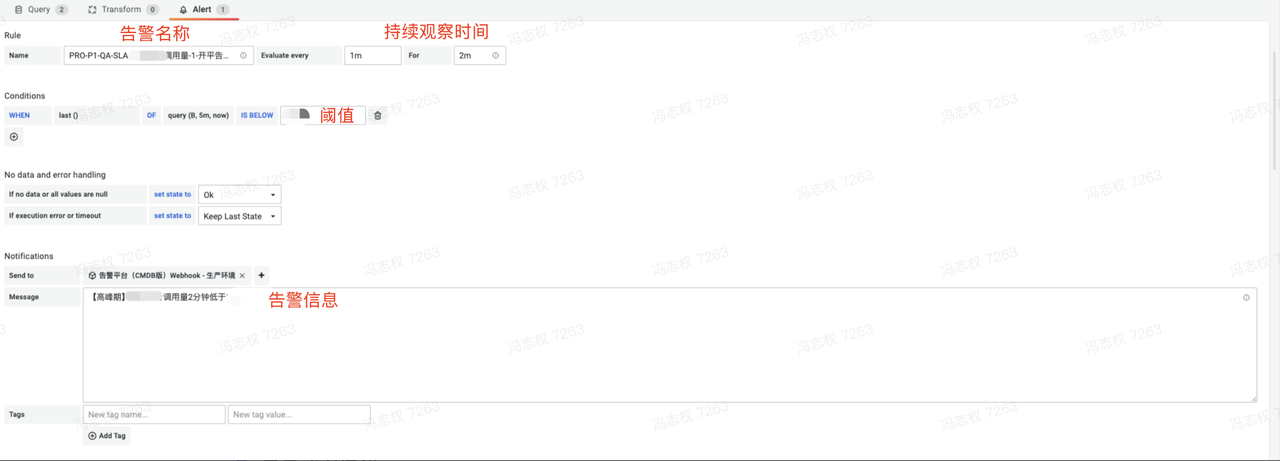 Query 2 Transform 0 Alert 1
告警名称 持续观察时间
Rule
Name PRO-P1-QA-SLA 调用量-1-开平告... Evaluate every 1m For 2m
Conditions
WHEN last () OF query (B, 5m, now) IS BELOW 阈值
No data and error handling
If no data or all values are null set state to Ok
If execution error or timeout set state to Keep Last State
Notifications
Send to 告警平台（CMDB版）Webhook - 生产环境
Message 【高峰期】 调用量2分钟低于 告警信息
Tags New tag name... New tag value...
Add Tag
冯志权 7263